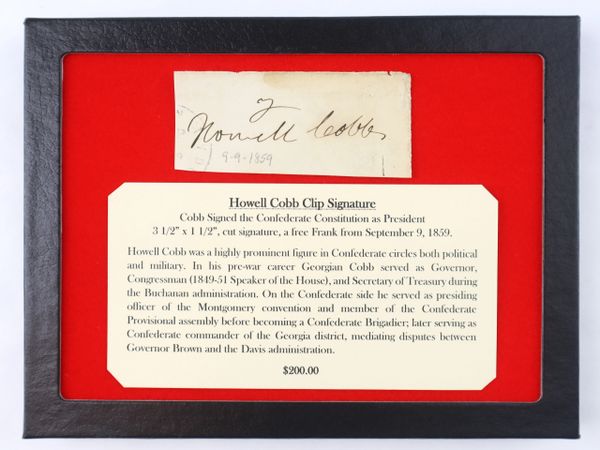 Howell Cobb
9-9-1859
Howell Cobb Clip Signature
Cobb Signed the Confederate Constitution as President
3 1/2” x 1 1/2”, cut signature, a free Frank from September 9, 1859.
Howell Cobb was a highly prominent figure in Confederate circles both political
and military. In his pre-war career Georgian Cobb served as Governor,
Congressman (1849-51 Speaker of the House), and Secretary of Treasury during
the Buchanan administration. On the Confederate side he served as presiding
officer of the Montgomery convention and member of the Confederate
Provisional assembly before becoming a Confederate Brigadier; later serving as
Confederate commander of the Georgia district, mediating disputes between
Governor Brown and the Davis administration.
$200.00